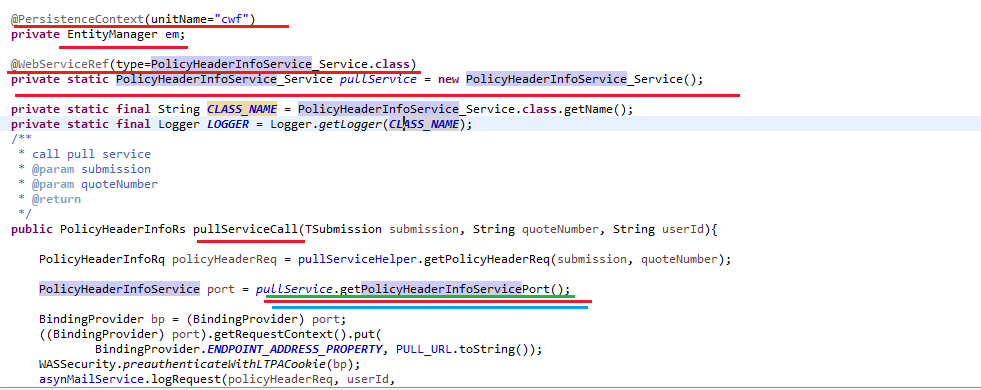 @PersistenceContext(unitName="cwf")
private EntityManager em;
@WebServiceRef(type=PolicyHeaderInfoService_Service.class)
private static PolicyHeaderInfoService_Service pullService = new PolicyHeaderInfoService_Service();
private static final String CLASS_NAME = PolicyHeaderInfoService_Service.class.getName();
private static final Logger LOGGER = Logger.getLogger(CLASS_NAME);
/**
* call pull service
* @param submission
* @param quoteNumber
* @return
*/
public PolicyHeaderInfoRs pullServiceCall(TSubmission submission, String quoteNumber, String userId){
PolicyHeaderInfoRq policyHeaderReq = pullServiceHelper.getPolicyHeaderReq(submission, quoteNumber);
PolicyHeaderInfoService port = pullService.getPolicyHeaderInfoServicePort();
BindingProvider bp = (BindingProvider) port;
((BindingProvider) port).getRequestContext().put(
BindingProvider.ENDPOINT_ADDRESS_PROPERTY, PULL_URL.toString());
WASSecurity.preauthenticateWithLTPACookie(bp);
asynMailService.logRequest(policyHeaderReq, userId,